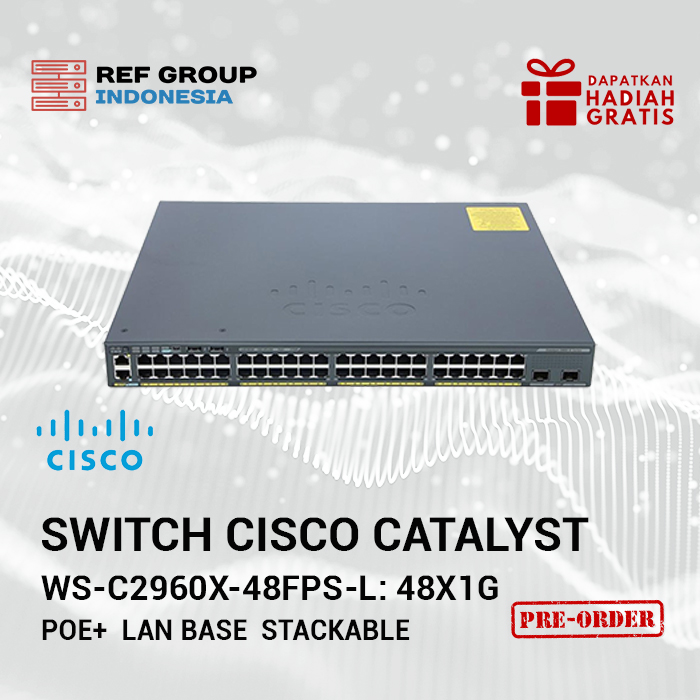 REF GROUP
INDONESIA
DAPATKAN
HADIAH
GRATIS
CISCO
CISCO
SWITCH CISCO CATALYST
WS-C2960X-48FPS-L: 48X1G
POE+ LAN BASE STACKABLE
PRE-ORDER